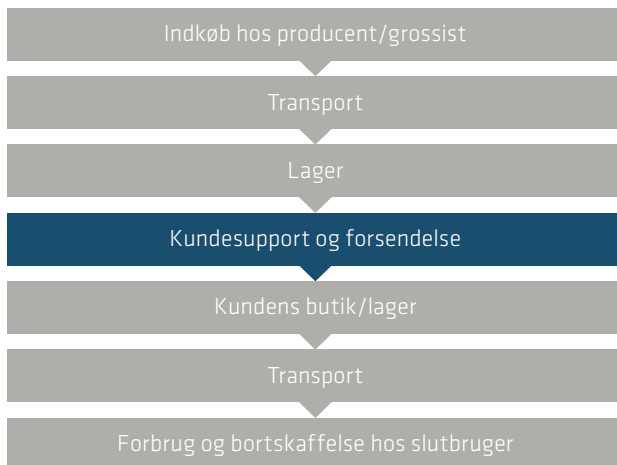 Indkøb hos producent/grossist
Transport
Lager
Kundesupport og forsendelse
Kundens butik/lager
Transport
Forbrug og bortskaffelse hos slutbruger